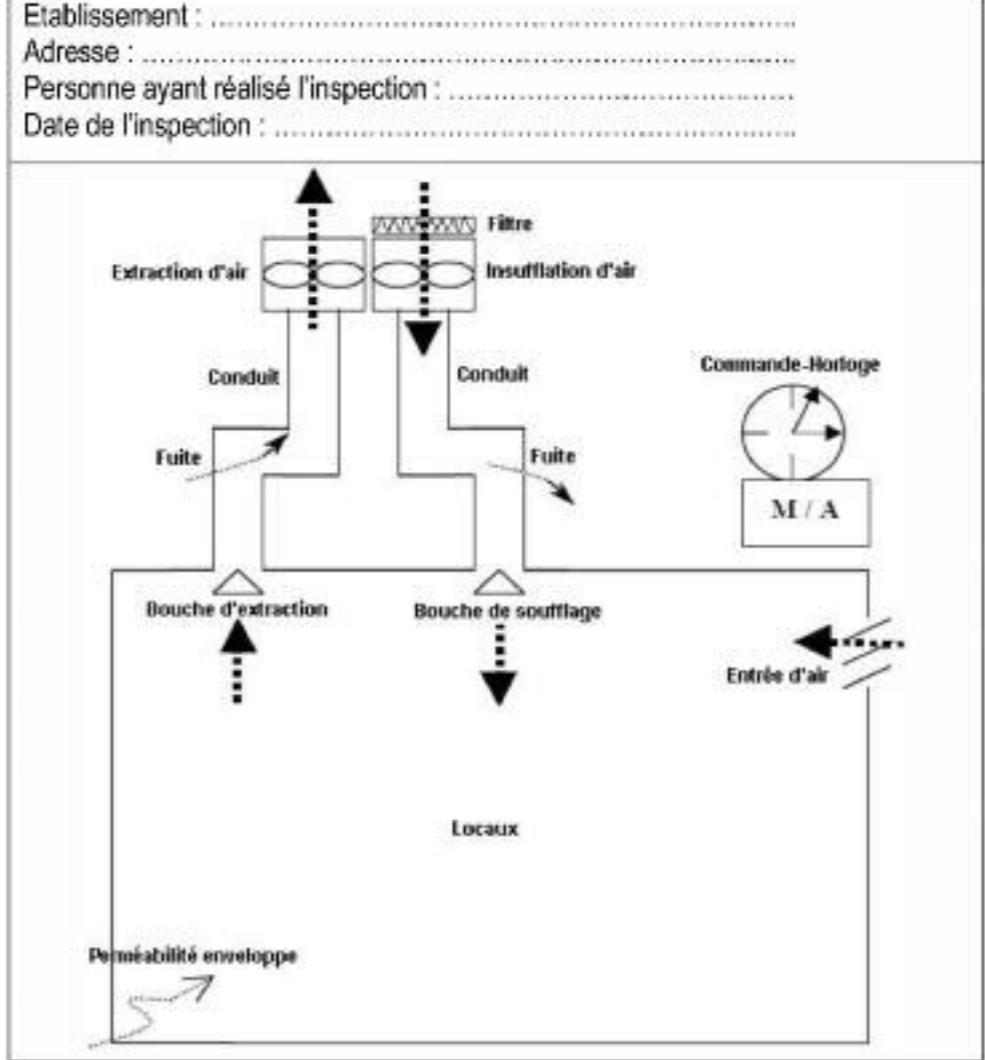 Etablissement : ................................................
Adresse : ................................................
Personne ayant réalisé l'inspection : ................................................
Date de l'inspection : ................................................
Filtre
Extraction d'air
Insufflation d'air
Conduit
Conduit
Commande-Horloge
Fuite
Fuite
M / A
Bouche d'extraction
Bouche de soufflage
Entrée d'air
Locaux
Perméabilité enveloppe